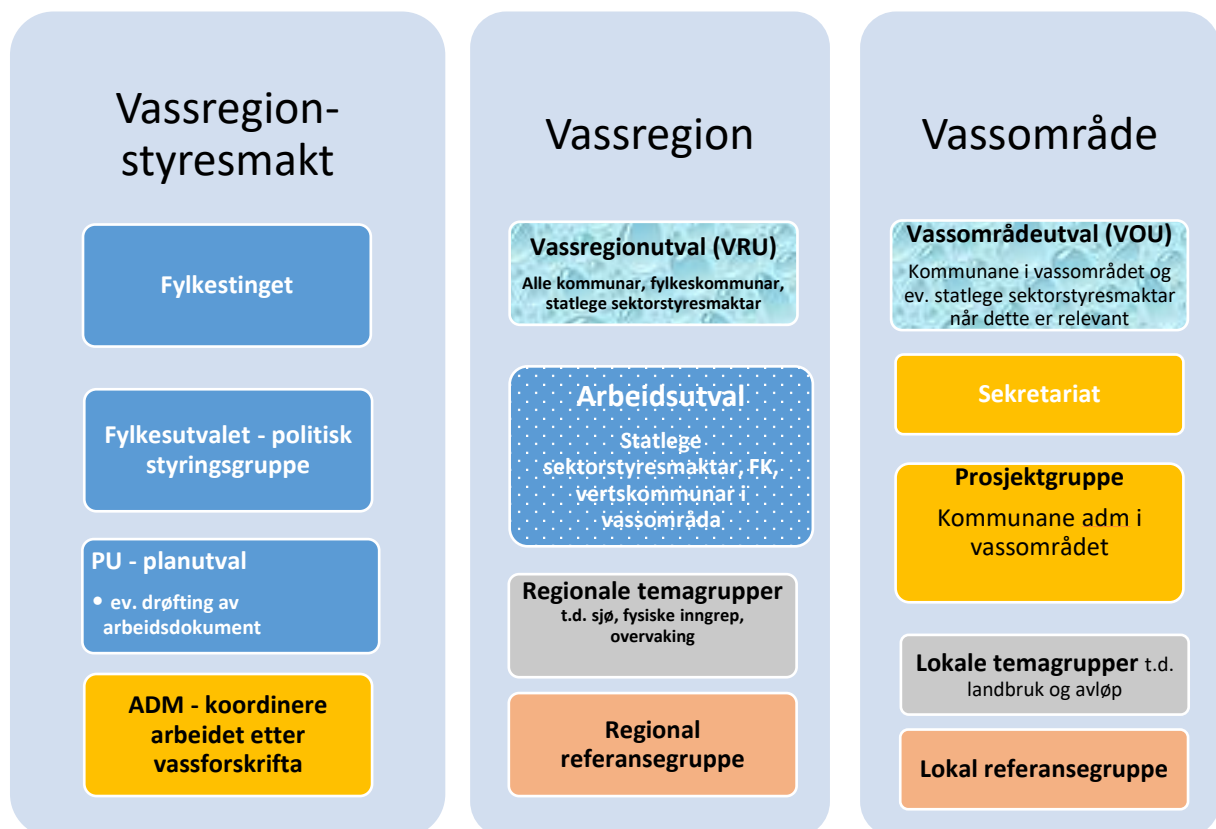 Vassregion-
styresmakt
Fylkestinget
Fylkesutvalet - politisk
styringsgruppe
PU - planutval
• ev. drøfting av
arbeidsdokument
ADM - koordinere
arbeidet etter
vassforskrifta
Vassregion
Vassregionutval (VRU)
Alle kommunar, fylkeskommunar,
statlege sektorstyresmaktar
Arbeidsutval
Statlege
sektorstyresmaktar, FK,
vertskommunar i
vassområda
Regionale temagrupper
t.d. sjø, fysiske inngrep,
overvaking
Regional
referansegruppe
Vassområde
Vassområdeutval (VOU)
Kommunane i vassområdet og
ev. statlege sektorstyresmaktar
når dette er relevant
Sekretariat
Prosjektgruppe
Kommunane adm i
vassområdet
Lokale temagrupper t.d.
landbruk og avløp
Lokal referansegruppe